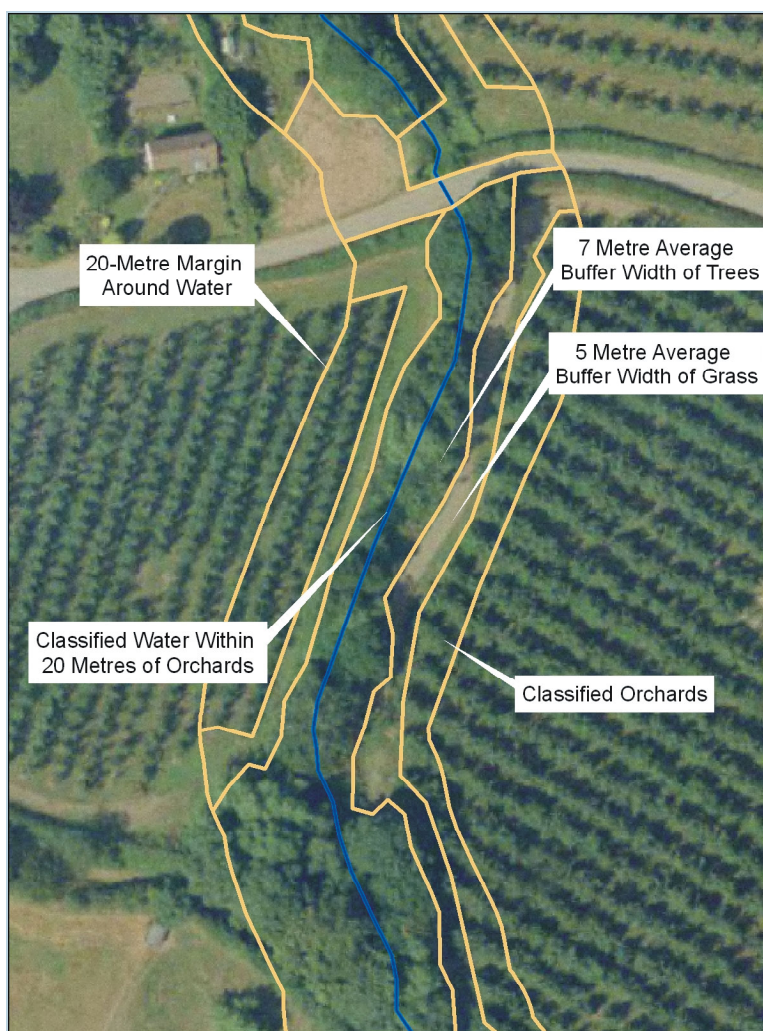 7 Metre Average
Buffer Width of Trees
20-Metre Margin
Around Water
5 Metre Average
Buffer Width of Grass
Classified Water Within
20 Metres of Orchards
Classified Orchards